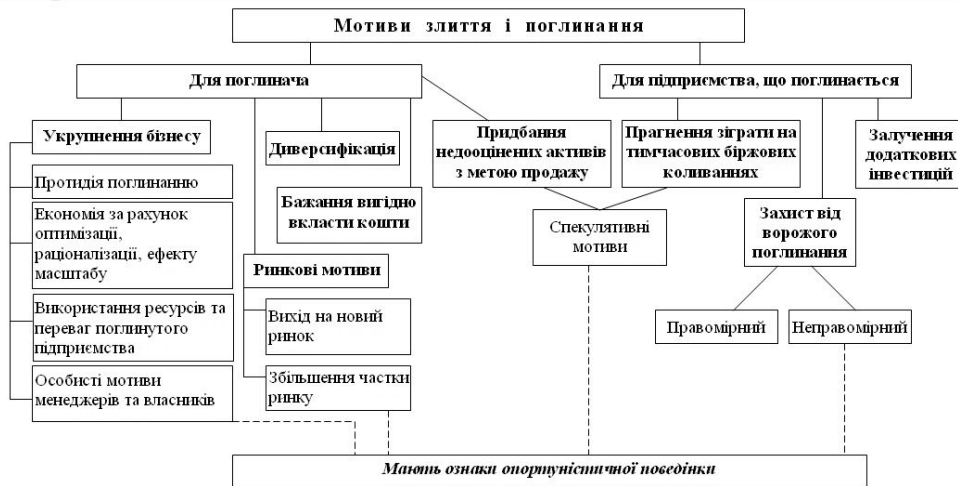 Мотиви злиття і поглинання
Для поглинача
Для підприємства, що поглинається
Укрупнення бізнесу
Протидія поглинанню
Економія за рахунок
оптимізації,
раціоналізації, ефекту
масштабу
Використання ресурсів та
переваг поглинутого
підприємства
Особисті мотиви
менеджерів та власників
Диверсифікація
Бажання вигідно
вкласти кошти
Ринкові мотиви
Вихід на новий
ринок
Збільшення частки
ринку
Придбання
недооцінених активів
з метою продажу
Прагнення зіграти на
тимчасових біржових
коливаннях
Спекулятивні
мотиви
Залучення
додаткових
інвестицій
Захист від
ворожого
поглинання
Правомірний
Неправомірний
Мають ознаки опортуністичної поведінки